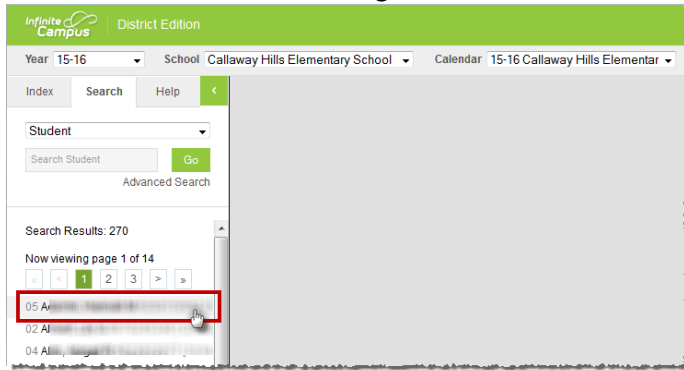 Infinite Campus District Edition
Year 15-16 School Callaway Hills Elementary School Calendar 15-16 Callaway Hills Elementar
Index Search Help <
Student
Search Student Go
Advanced Search
Search Results: 270
Now viewing page 1 of 14
« < 1 2 3 > »
05 A
02 Al
04 Al